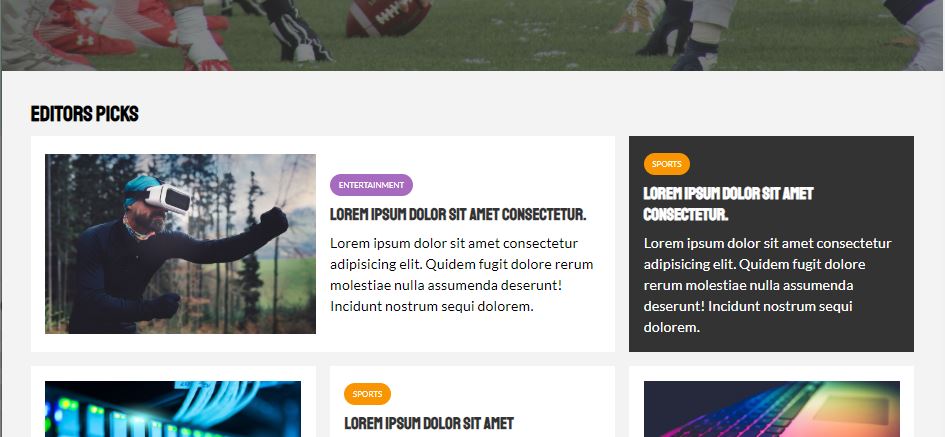 EDITORS PICKS
ENTERTAINMENT
LOREM IPSUM DOLOR SIT AMET CONSECTETUR.
Lorem ipsum dolor sit amet consectetur
adipisicing elit. Quidem fugit dolore rerum
molestiae nulla assumenda deserunt!
Incidunt nostrum sequi dolorem.
SPORTS
LOREM IPSUM DOLOR SIT AMET
CONSECTETUR.
Lorem ipsum dolor sit amet consectetur
adipisicing elit. Quidem fugit dolore
rerum molestiae nulla assumenda
deserunt! Incidunt nostrum sequi
dolorem.
SPORTS
LOREM IPSUM DOLOR SIT AMET